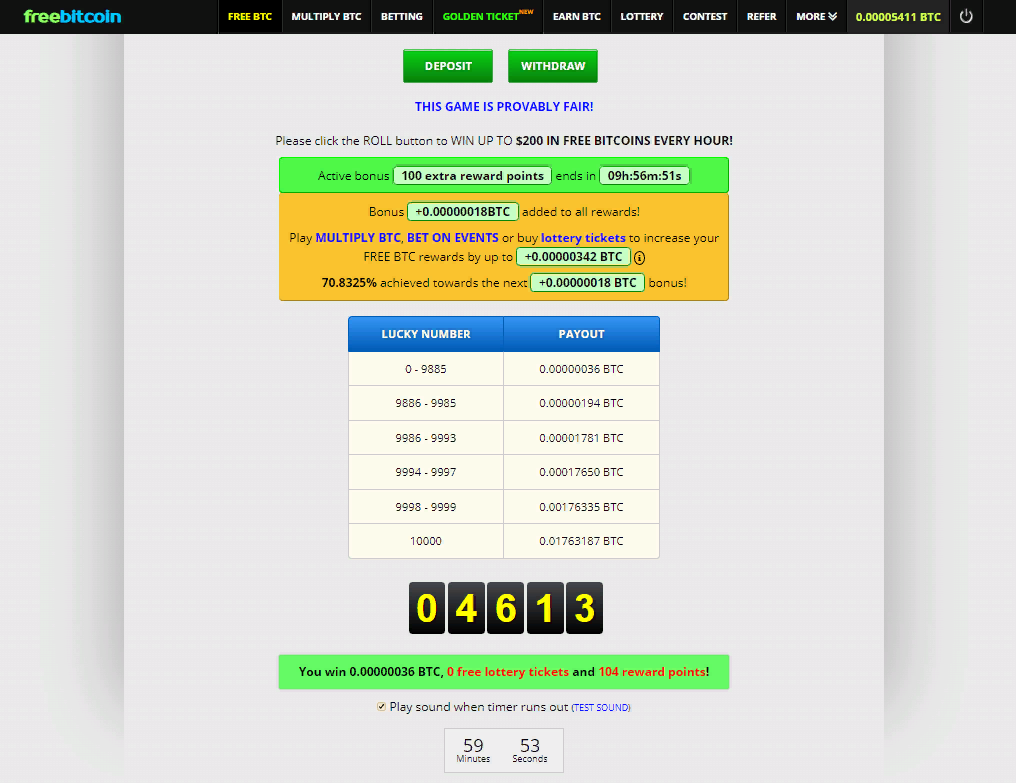 freebitcoin FREE BTC MULTIPLY BTC BETTING GOLDEN TICKET NEW EARN BTC LOTTERY CONTEST REFER MORE 0.00005411 BTC
DEPOSIT WITHDRAW
THIS GAME IS PROVABLY FAIR!
Please click the ROLL button to WIN UP TO $200 IN FREE BITCOINS EVERY HOUR!
Active bonus 100 extra reward points ends in 09h:56m:51s
Bonus +0.00000018BTC added to all rewards!
Play MULTIPLY BTC, BET ON EVENTS or buy lottery tickets to increase your
FREE BTC rewards by up to +0.00000342 BTC
70.8325% achieved towards the next +0.00000018 BTC bonus!
LUCKY NUMBER PAYOUT
0 - 9885 0.00000036 BTC
9886 - 9985 0.00000194 BTC
9986 - 9993 0.00001781 BTC
9994 - 9997 0.00017650 BTC
9998 - 9999 0.00176335 BTC
10000 0.01763187 BTC
0 4 6 1 3
You win 0.00000036 BTC, 0 free lottery tickets and 104 reward points!
Play sound when timer runs out (TEST SOUND)
59 53
Minutes Seconds